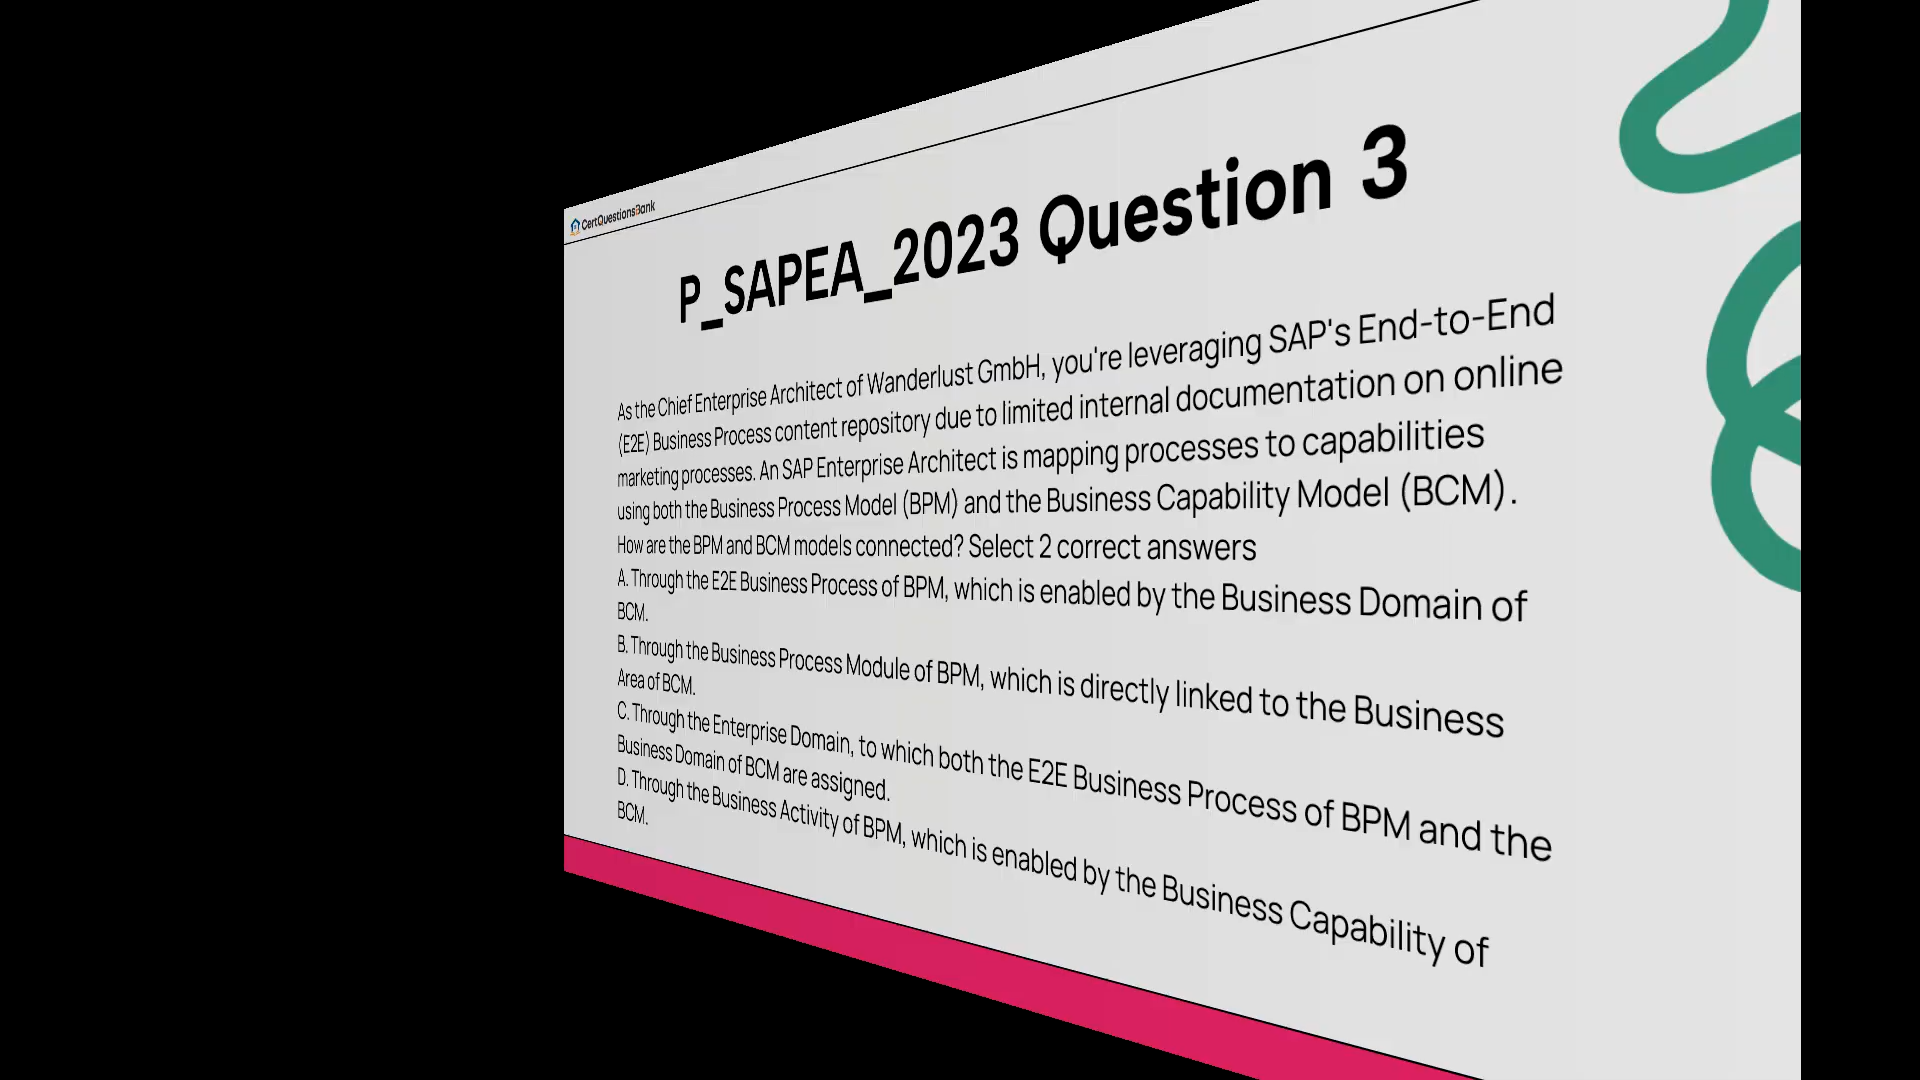 CertQuestionsBank
P_SAPEA_2023 Question 3
As the Chief Enterprise Architect of Wanderlust GmbH, you're leveraging SAP's End-to-End
(E2E) Business Process content repository due to limited internal documentation on online
marketing processes. An SAP Enterprise Architect is mapping processes to capabilities
using both the Business Process Model (BPM) and the Business Capability Model (BCM).
How are the BPM and BCM models connected? Select 2 correct answers
A. Through the E2E Business Process of BPM, which is enabled by the Business Domain of
BCM.
B. Through the Business Process Module of BPM, which is directly linked to the Business
Area of BCM.
C. Through the Enterprise Domain, to which both the E2E Business Process of BPM and the
Business Domain of BCM are assigned.
D. Through the Business Activity of BPM, which is enabled by the Business Capability of
BCM.